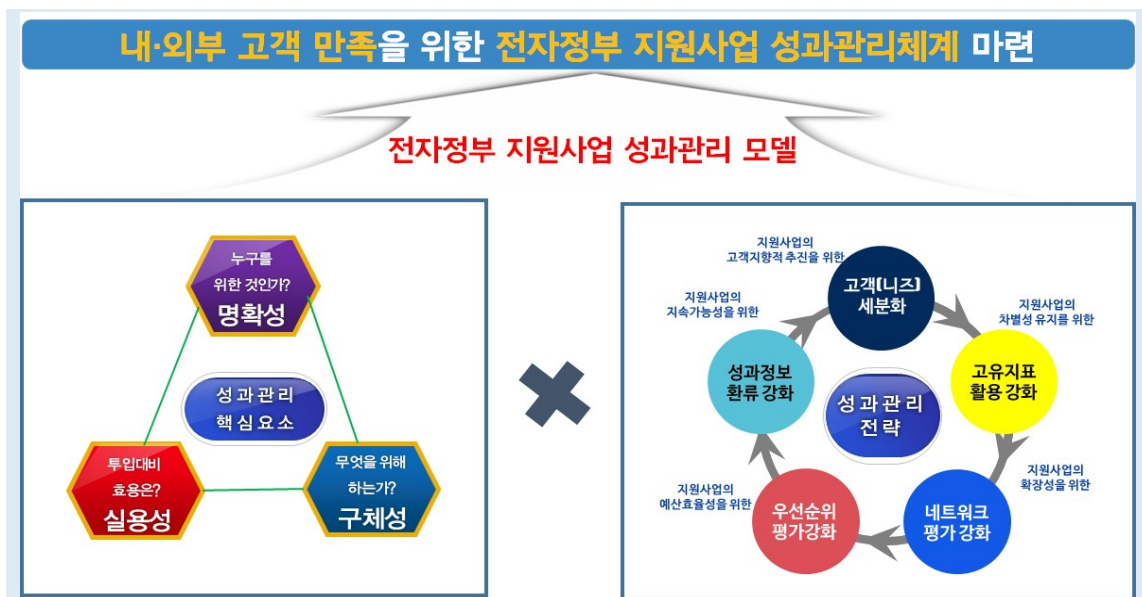 내·외부 고객 만족을 위한 전자정부 지원사업 성과관리체계 마련
전자정부 지원사업 성과관리 모델
누구를
위한 것인가?
명확성
성과관리
핵심요소
투입대비
효용은?
실용성
무엇을 위해
하는가?
구체성
지원사업의
고객지향적 추진을 위한
고객(니즈)
세분화
지원사업의
차별성 유지를 위한
고유지표
활용 강화
지원사업의
확장성을 위한
네트워크
평가 강화
지원사업의
예산효율성을 위한
우선순위
평가강화
지원사업의
지속가능성을 위한
성과정보
환류 강화
성과관리
전략